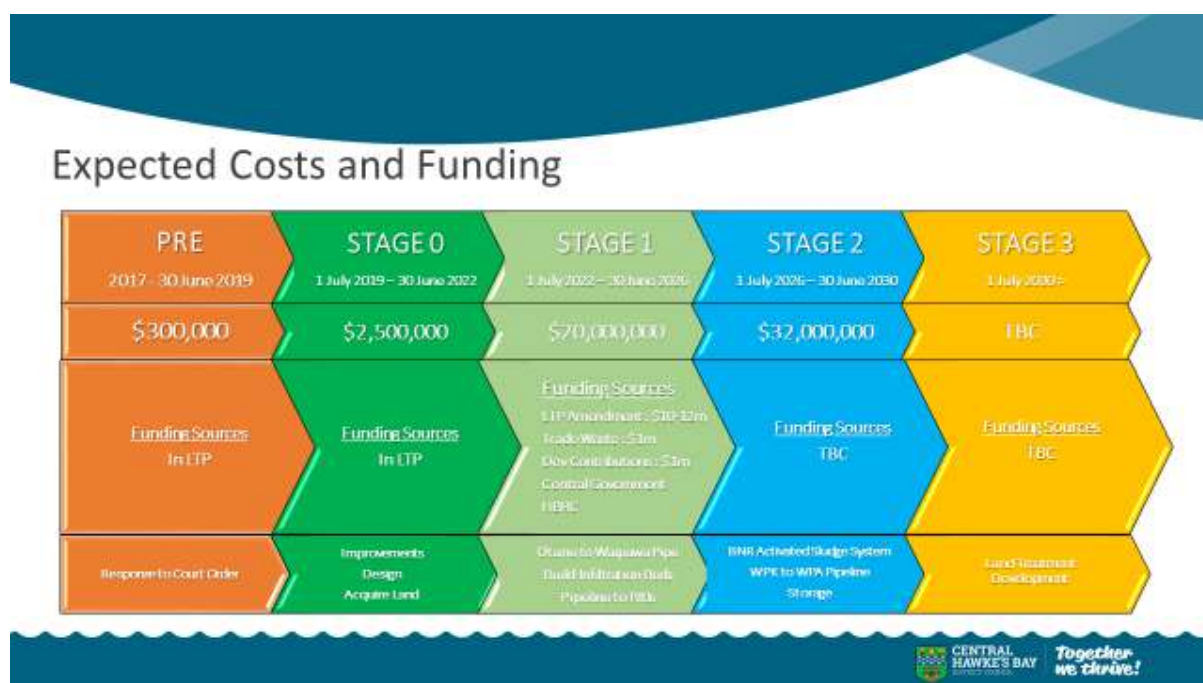 Expected Costs and Funding
PRE
2017 - 30 June 2019
$300,000
Funding Sources
In LTP
Response to Court Order
STAGE 0
1 July 2019 – 30 June 2022
$2,500,000
Funding Sources
In LTP
Improvements
Design
Acquire Land
STAGE 1
1 July 2022 – 30 June 2026
$20,000,000
Funding Sources
LTP Amendment : $10-12m
Trade Waste : $1m
Dev Contributions :
Central Government
HBRC
Otane to Waipawa Pipe
Build Infiltration Beds
Pipeline to
STAGE 2
1 July 2026 – 30 June 2030
$32,000,000
Funding Sources
TBC
BNR Activated Sludge System
WPK to WPA Pipeline
Storage
STAGE 3
1 July 2030
TBC
Funding Sources
TBC
Land Treatment
Development
CENTRAL
HAWKE'S BAY
DISTRICT COUNCIL
Together
we thrive!